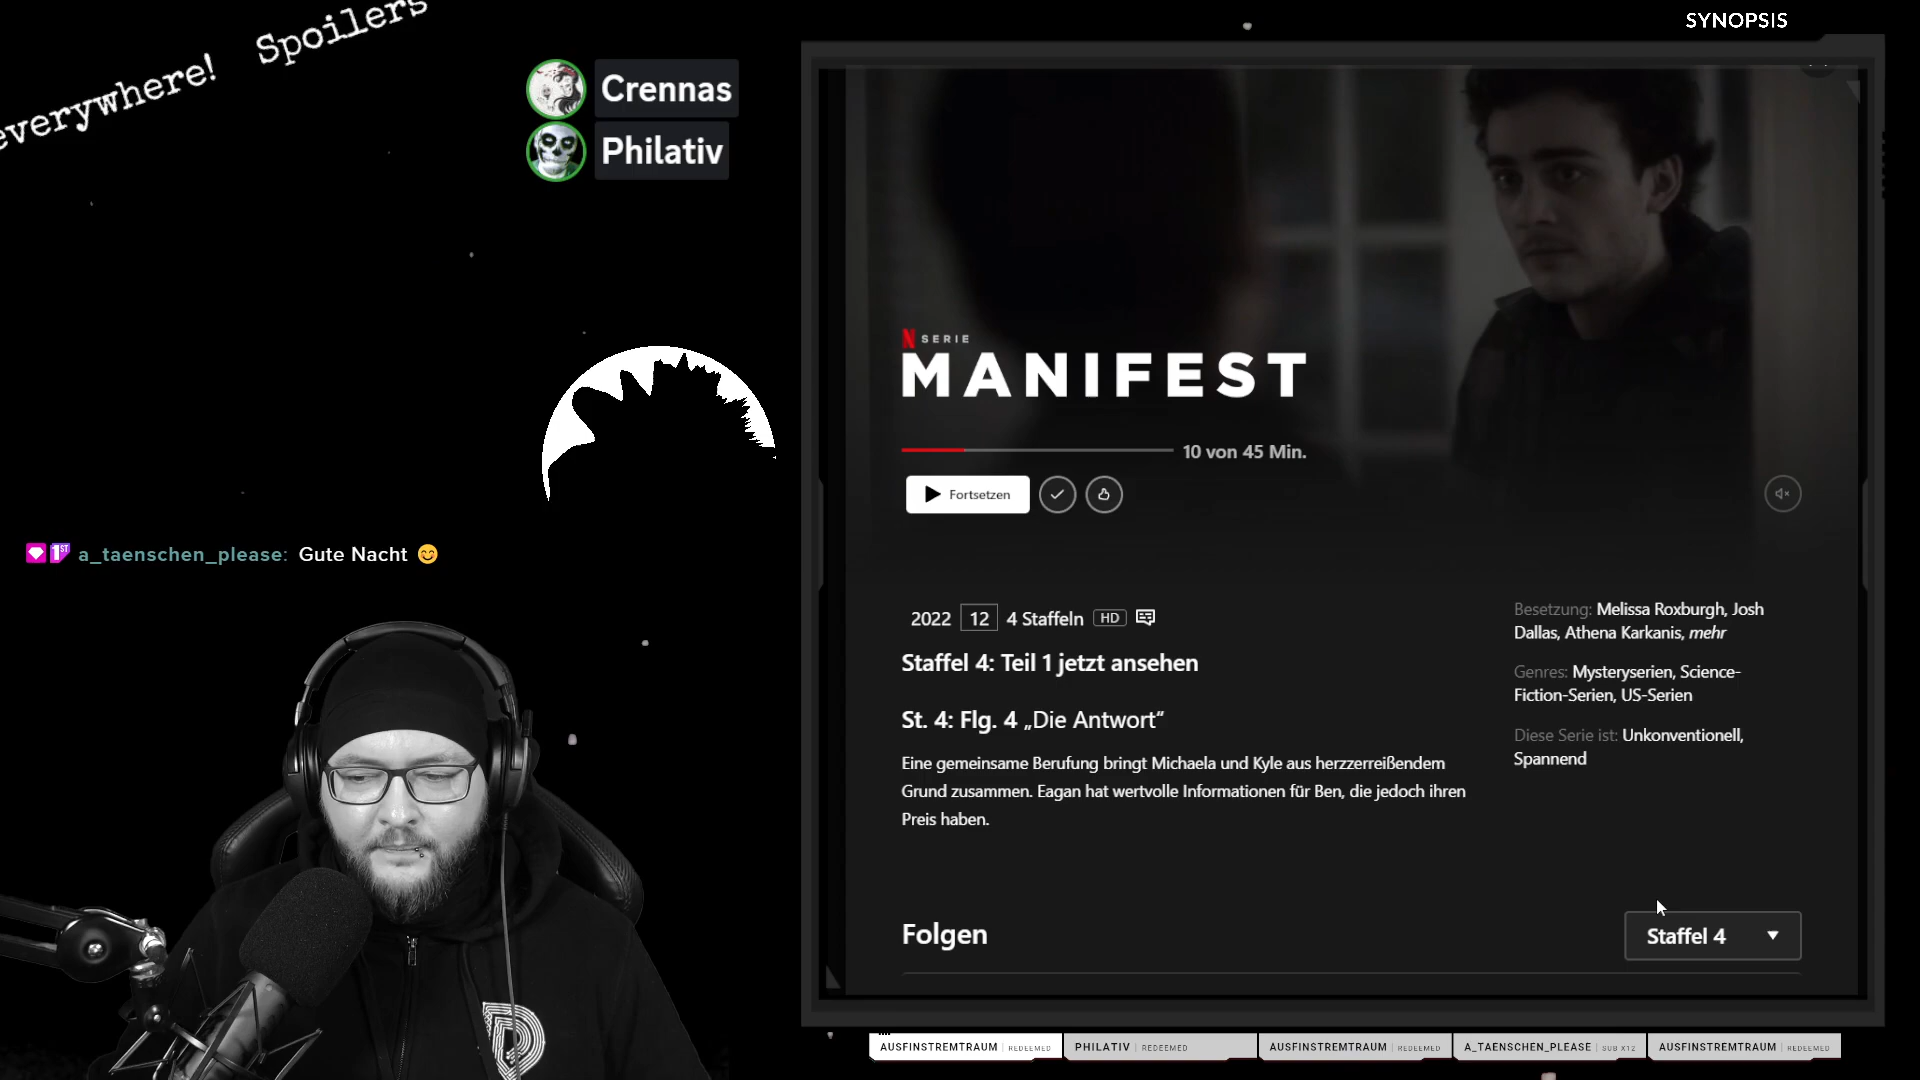 everywhere! Spoilers
SYNOPSIS
Crennas
Philativ
N SERIE
MANIFEST
10 von 45 Min.
Fortsetzen
a_taenschen_please: Gute Nacht 😊
2022 12 4 Staffeln HD
Staffel 4: Teil 1 jetzt ansehen
St. 4: Flg. 4 „Die Antwort“
Eine gemeinsame Berufung bringt Michaela und Kyle aus herzzerreißendem
Grund zusammen. Eagan hat wertvolle Informationen für Ben, die jedoch ihren
Preis haben.
Besetzung: Melissa Roxburgh, Josh
Dallas, Athena Karkanis, mehr
Genres: Mysteryserien, Science-
Fiction-Serien, US-Serien
Diese Serie ist: Unkonventionell,
Spannend
Folgen
Staffel 4
AUSFINSTREMTRAUM | REDEEMED
PHILATIV | REDEEMED
AUSFINSTREMTRAUM | REDEEMED
A_TAENSCHEN_PLEASE | SUB X12
AUSFINSTREMTRAUM | REDEEMED